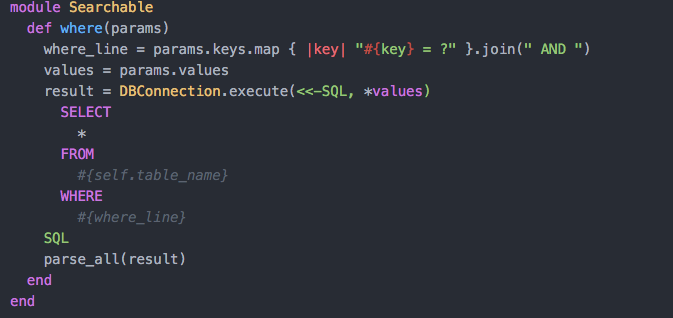 module Searchable
  def where(params)
    where_line = params.keys.map { |key| "#{key} = ?" }.join(" AND ")
    values = params.values
    result = DBConnection.execute(<<-SQL, *values)
      SELECT
        *
      FROM
        #{self.table_name}
      WHERE
        #{where_line}
    SQL
    parse_all(result)
  end
end